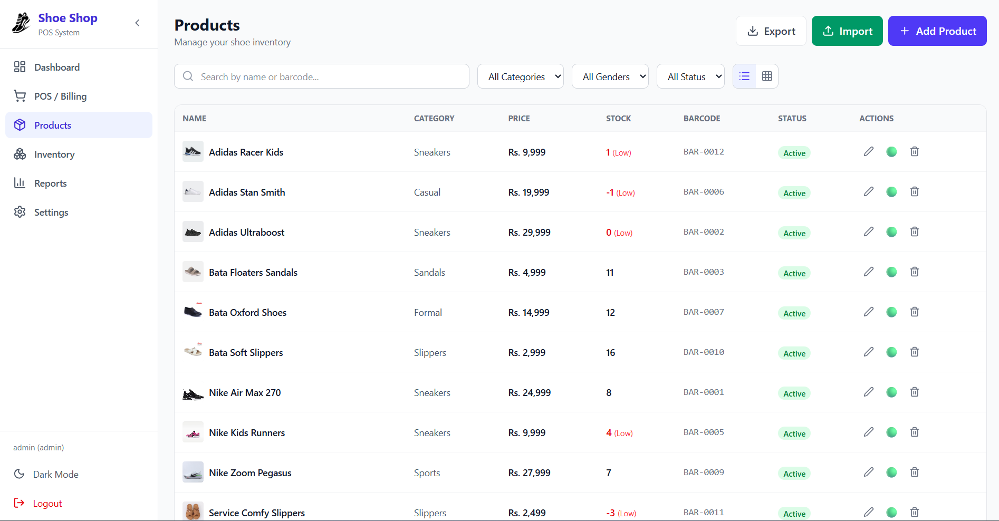 Shoe Shop
POS System
Dashboard
POS / Billing
Products
Inventory
Reports
Settings
admin (admin)
Dark Mode
Logout
Products
Manage your shoe inventory
Export
Import
Add Product
Search by name or barcode...
All Categories
All Genders
All Status
NAME CATEGORY PRICE STOCK BARCODE STATUS ACTIONS
Adidas Racer Kids Sneakers Rs. 9,999 1 (Low) BAR-0012 Active
Adidas Stan Smith Casual Rs. 19,999 -1 (Low) BAR-0006 Active
Adidas Ultraboost Sneakers Rs. 29,999 0 (Low) BAR-0002 Active
Bata Floaters Sandals Sandals Rs. 4,999 11 BAR-0003 Active
Bata Oxford Shoes Formal Rs. 14,999 12 BAR-0007 Active
Bata Soft Slippers Slippers Rs. 2,999 16 BAR-0010 Active
Nike Air Max 270 Sneakers Rs. 24,999 8 BAR-0001 Active
Nike Kids Runners Sneakers Rs. 9,999 4 (Low) BAR-0005 Active
Nike Zoom Pegasus Sports Rs. 27,999 7 BAR-0009 Active
Service Comfy Slippers Slippers Rs. 2,499 -3 (Low) BAR-0011 Active